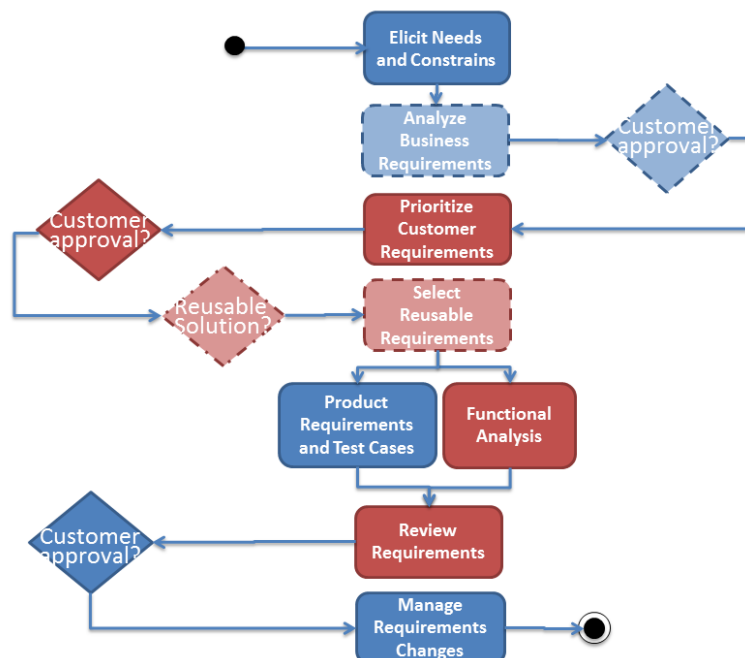 Elicit Needs
and Constrains
Analyze
Business
Requirements
Customer
approval?
Prioritize
Customer
Requirements
Customer
approval?
Reusable
Solution?
Select
Reusable
Requirements
Product
Requirements
and Test Cases
Functional
Analysis
Review
Requirements
Customer
approval?
Manage
Requirements
Changes